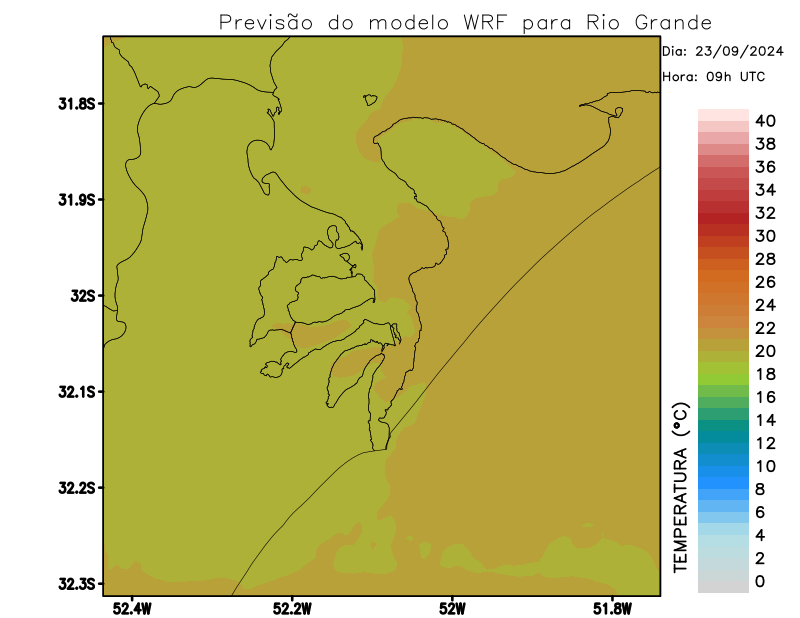 Previsão do modelo WRF para Rio Grande
Dia: 23/09/2024
Hora: 09h UTC
31.8S
31.9S
32S
32.1S
32.2S
32.3S
52.4W
52.2W
52W
51.8W
40
38
36
34
32
30
28
26
24
22
20
18
16
14
12
10
8
6
4
2
0
TEMPERATURA (°C)